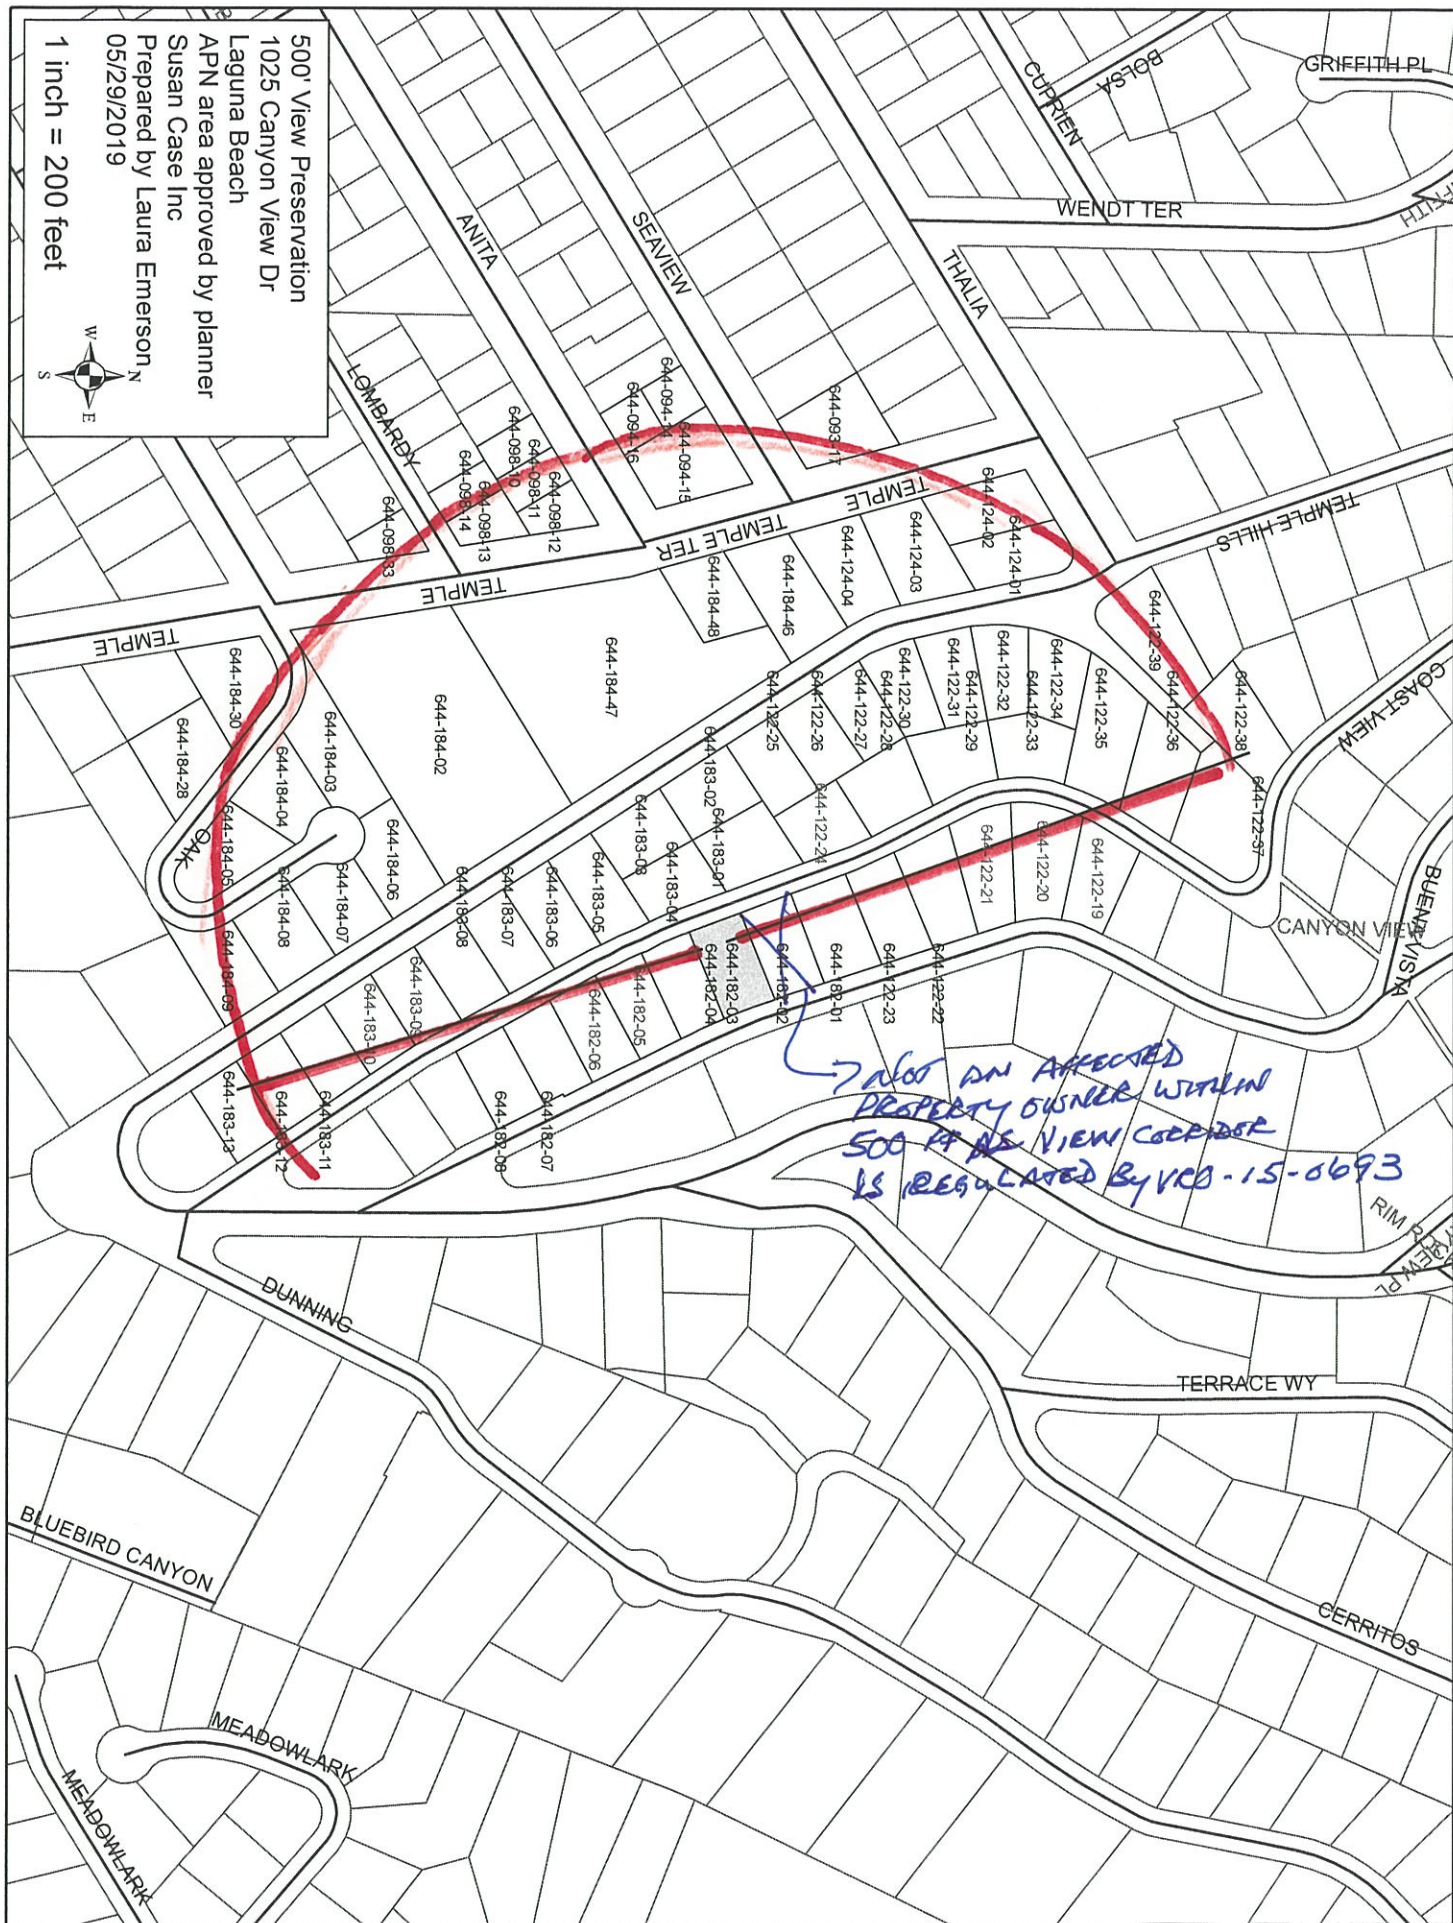 500' View Preservation
1025 Canyon View Dr
Laguna Beach
APN area approved by planner
Susan Case Inc
Prepared by Laura Emerson
05/29/2019
1 inch = 200 feet
N
W
E
S
GRIFFITH PL
BOLSA
CUPRIEN
WENDT TER
THALIA
SEAVIEW
ANITA
LOMBARDY
TEMPLE HILLS
COAST VIEW
BUENA VISTA
CANYON VIEW
TEMPLE
TEMPLE TER
TEMPLE
TEMPLE
OAK
644-093-17
644-094-14
644-094-15
644-094-16
644-098-10
644-098-11
644-098-12
644-098-13
644-098-14
644-098-33
644-124-01
644-124-02
644-124-03
644-124-04
644-184-46
644-184-48
644-184-47
644-184-02
644-184-03
644-184-04
644-184-05
644-184-06
644-184-07
644-184-08
644-184-09
644-184-28
644-184-30
644-122-39
644-122-38
644-122-37
644-122-36
644-122-35
644-122-34
644-122-33
644-122-32
644-122-31
644-122-30
644-122-29
644-122-28
644-122-27
644-122-26
644-122-25
644-122-24
644-122-23
644-122-22
644-122-21
644-122-20
644-122-19
644-183-01
644-183-02
644-183-03
644-183-04
644-183-05
644-183-06
644-183-07
644-183-08
644-183-09
644-183-10
644-183-11
644-183-12
644-183-13
644-182-01
644-182-02
644-182-03
644-182-04
644-182-05
644-182-06
644-182-07
644-182-08
NOT AN AFFECTED
PROPERTY OWNER WITHIN
500 FT AS VIEW CORRIDOR
IS REGULATED By VRO-15-0693
RIM ROCK
VIEW PL
TERRACE WY
CERRITOS
DUNNING
BLUEBIRD CANYON
MEADOWLARK
MEADOWLARK